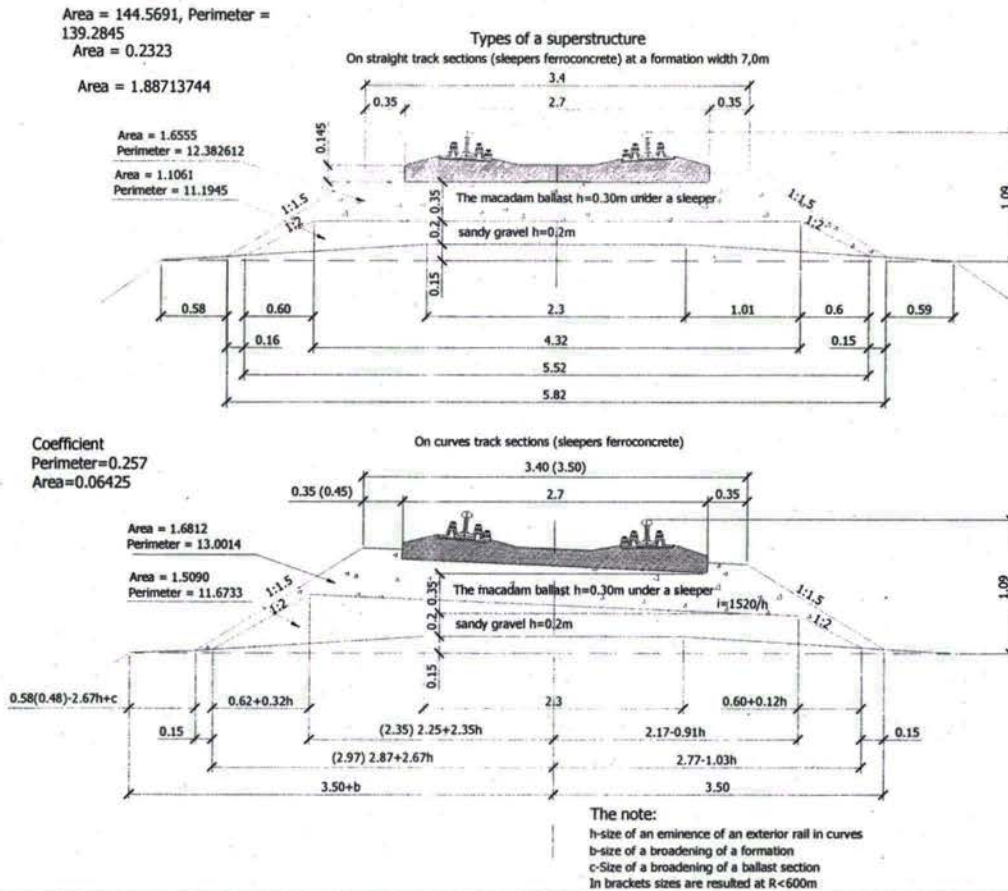 Area = 144.5691, Perimeter =
139.2845
Area = 0.2323
Area = 1.88713744
Types of a superstructure
On straight track sections (sleepers ferroconcrete) at a formation width 7,0m
3.4
0.35
2.7
0.35
Area = 1.6555
Perimeter = 12.382612
Area = 1.1061
Perimeter = 11.1945
0.145
1:1.5
1:2
0.2
0.35
The macadam ballast h=0.30m under a sleeper
sandy gravel h=0.2m
1:1.5
1:2
1.09
0.15
0.58
0.60
2.3
1.01
0.6
0.59
0.16
4.32
0.15
5.52
5.82
Coefficient
Perimeter=0.257
Area=0.06425
On curves track sections (sleepers ferroconcrete)
3.40 (3.50)
0.35 (0.45)
2.7
0.35
Area = 1.6812
Perimeter = 13.0014
Area = 1.5090
Perimeter = 11.6733
1:1.5
1:2
0.2
0.35
The macadam ballast h=0.30m under a sleeper
i=1520/h
sandy gravel h=0.2m
1:1.5
1:2
1.09
0.15
0.58(0.48)-2.67h+c
0.62+0.32h
2.3
0.60+0.12h
0.15
(2.35) 2.25+2.35h
2.17-0.91h
0.15
(2.97) 2.87+2.67h
2.77-1.03h
3.50+b
3.50
The note:
h-size of an eminence of an exterior rail in curves
b-size of a broadening of a formation
c-Size of a broadening of a ballast section
In brackets sizes are resulted at R<600m